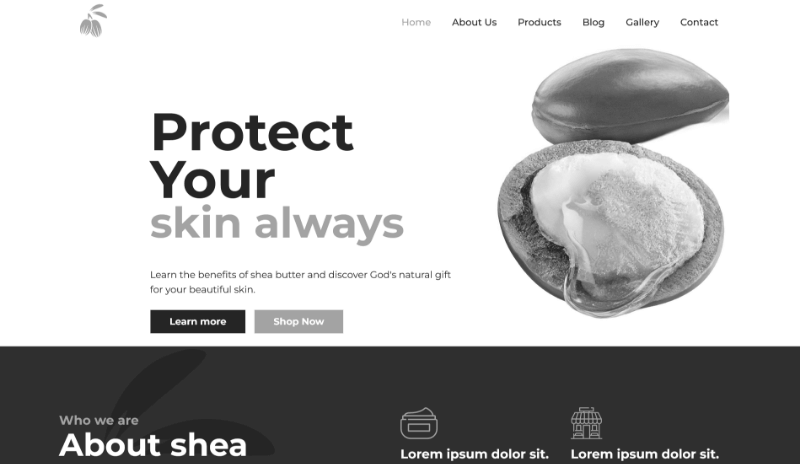 Home About Us Products Blog Gallery Contact
Protect
Your
skin always
Learn the benefits of shea butter and discover God's natural gift
for your beautiful skin.
Learn more Shop Now
Who we are
About shea
Lorem ipsum dolor sit. Lorem ipsum dolor sit.